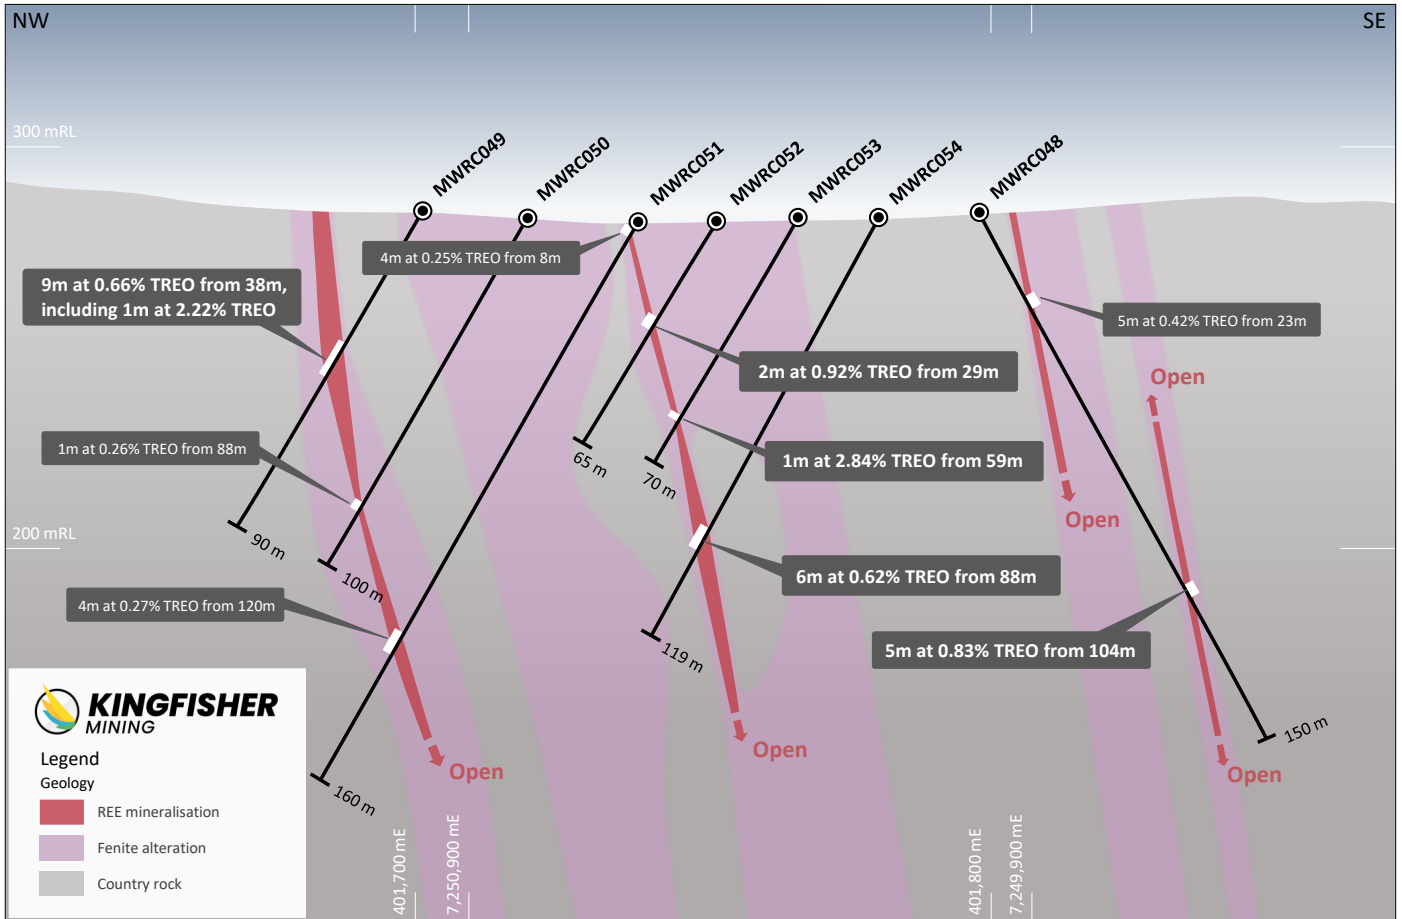 NW
SE
300 mRL
MWRC049
MWRC050
MWRC051
MWRC052
MWRC053
MWRC054
MWRC048
4m at 0.25% TREO from 8m
9m at 0.66% TREO from 38m,
including 1m at 2.22% TREO
5m at 0.42% TREO from 23m
2m at 0.92% TREO from 29m
Open
1m at 0.26% TREO from 88m
1m at 2.84% TREO from 59m
65 m
70 m
Open
200 mRL
90 m
100 m
6m at 0.62% TREO from 88m
4m at 0.27% TREO from 120m
119 m
5m at 0.83% TREO from 104m
KINGFISHER
MINING
150 m
Open
Open
Open
160 m
Legend
Geology
REE mineralisation
Fenite alteration
Country rock
401,700 mE
7,250,900 mE
401,800 mE
7,249,900 mE